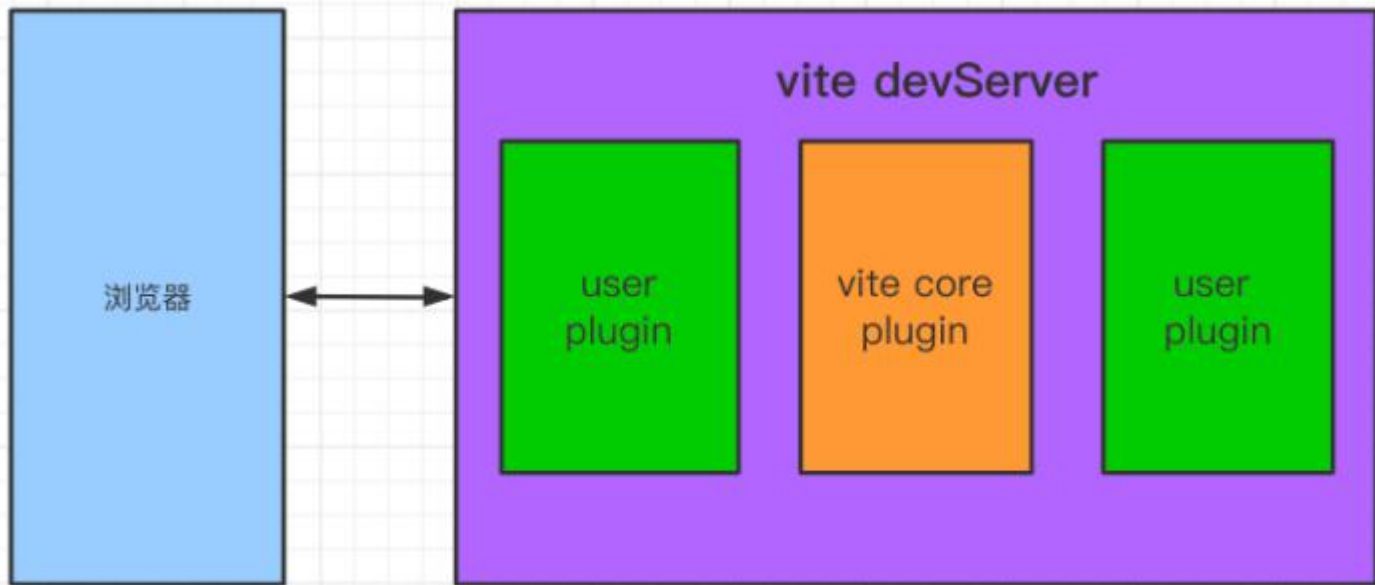 浏览器
vite devServer
user
plugin
vite core
plugin
user
plugin